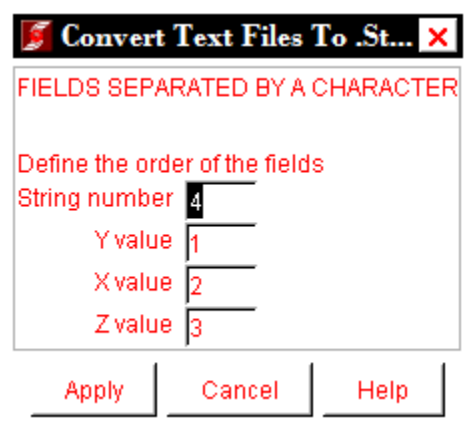 Convert Text Files To .St...
FIELDS SEPARATED BY A CHARACTER
Define the order of the fields
String number 4
Y value 1
X value 2
Z value 3
Apply Cancel Help